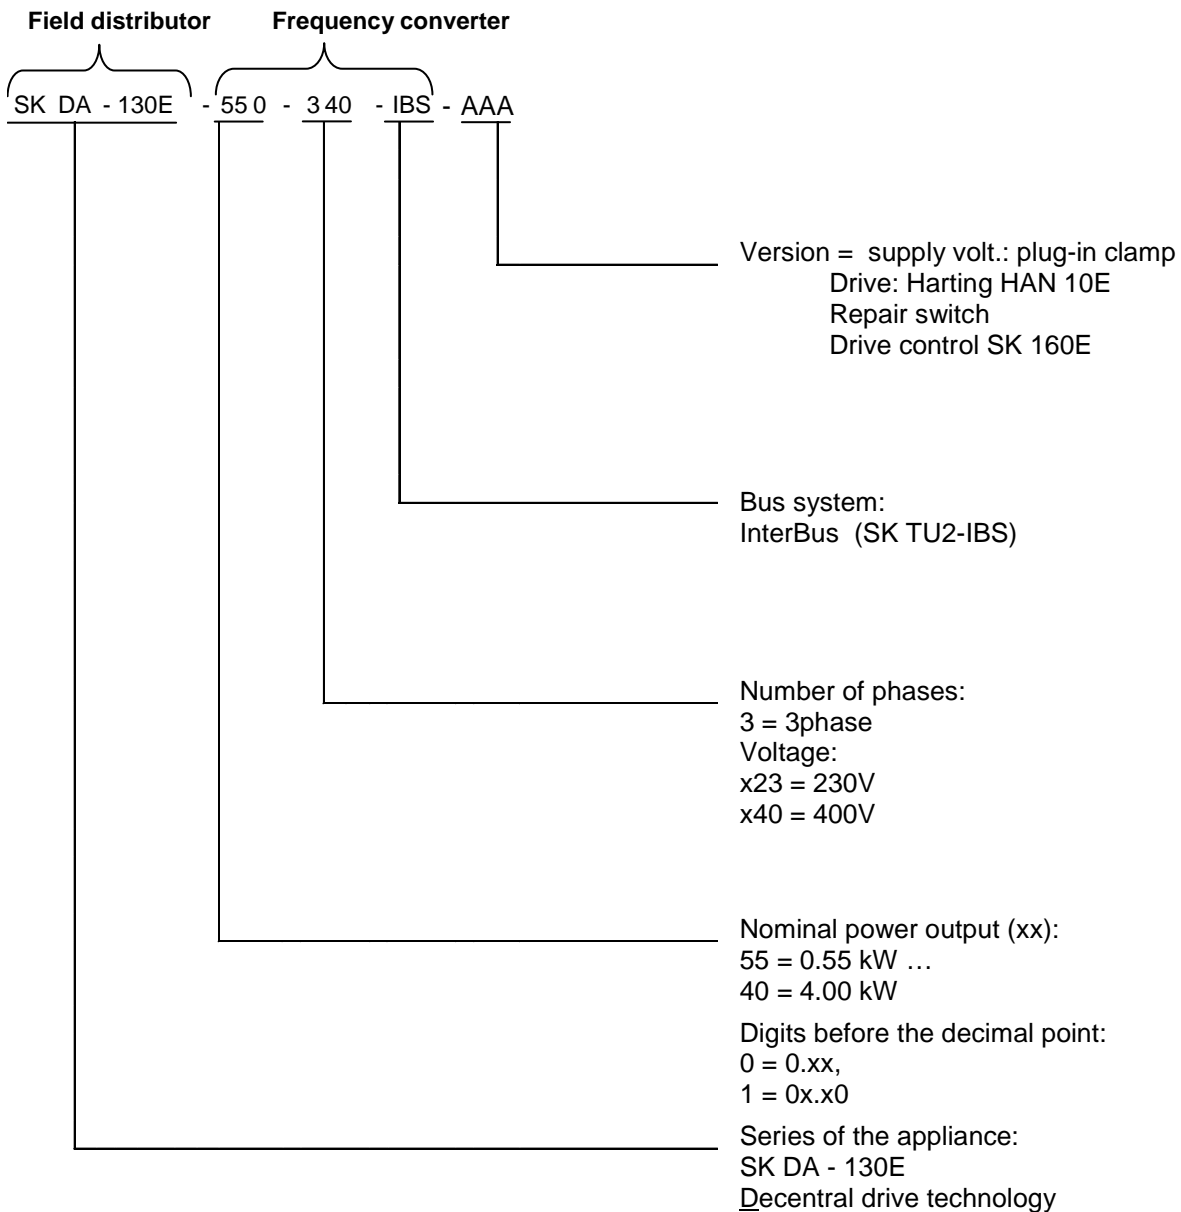 Field distributor Frequency converter
SK DA - 130E - 55 0 - 3 40 - IBS - AAA
Version = supply volt.: plug-in clamp
Drive: Harting HAN 10E
Repair switch
Drive control SK 160E
Bus system:
InterBus (SK TU2-IBS)
Number of phases:
3 = 3phase
Voltage:
x23 = 230V
x40 = 400V
Nominal power output (xx):
55 = 0.55 kW …
40 = 4.00 kW
Digits before the decimal point:
0 = 0.xx,
1 = 0x.x0
Series of the appliance:
SK DA - 130E
Decentral drive technology